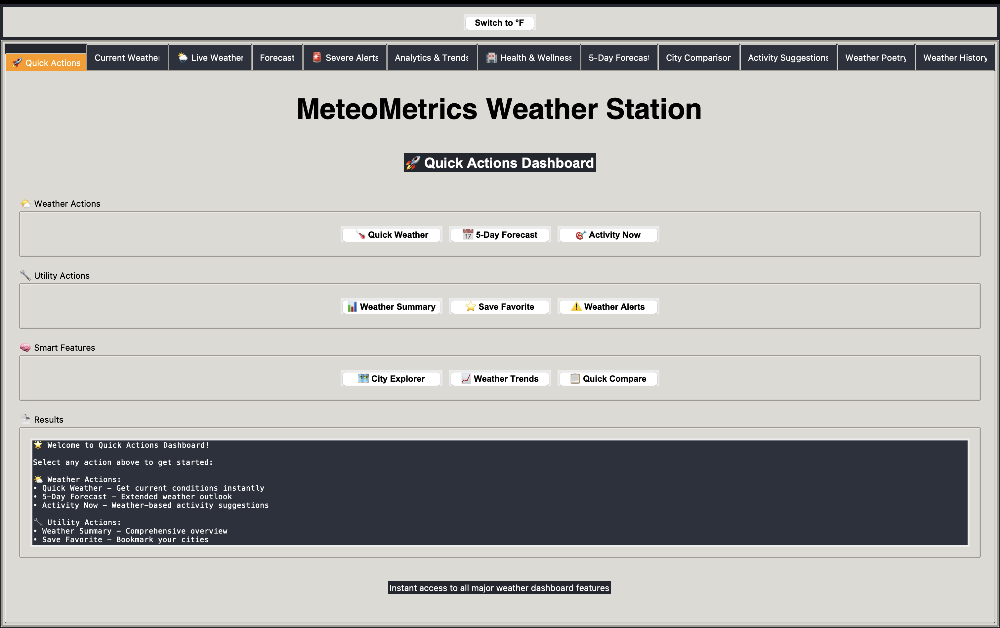 Switch to °F
Quick Actions
Current Weather
Live Weather
Forecast
Severe Alerts
Analytics & Trends
Health & Wellness
5-Day Forecast
City Comparison
Activity Suggestions
Weather Poetry
Weather History
MeteoMetrics Weather Station
🚀 Quick Actions Dashboard
🌤️ Weather Actions
🌡️ Quick Weather
📅 5-Day Forecast
🎯 Activity Now
🔧 Utility Actions
📊 Weather Summary
⭐ Save Favorite
⚠️ Weather Alerts
🧠 Smart Features
🗺️ City Explorer
📈 Weather Trends
📋 Quick Compare
Results
🌟 Welcome to Quick Actions Dashboard!
Select any action above to get started:
🌤️ Weather Actions:
• Quick Weather – Get current conditions instantly
• 5–Day Forecast – Extended weather outlook
• Activity Now – Weather–based activity suggestions
🔧 Utility Actions:
• Weather Summary – Comprehensive overview
• Save Favorite – Bookmark your cities
Instant access to all major weather dashboard features